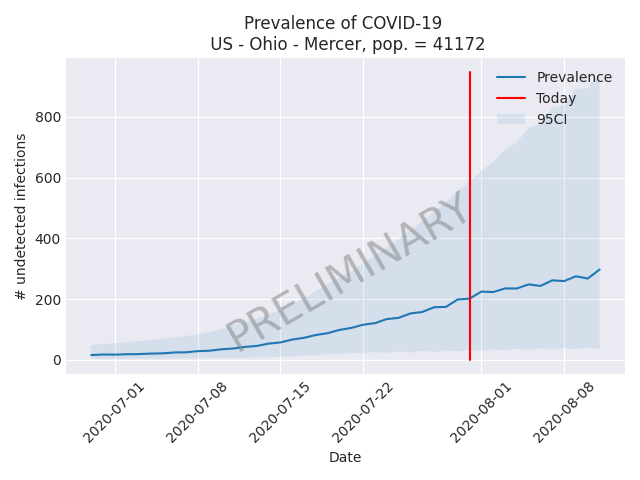 Prevalence of COVID-19
US - Ohio - Mercer, pop. = 41172
Prevalence
Today
95CI
# undetected infections
800
600
400
200
0
PRELIMINARY
2020-07-01
2020-07-08
2020-07-15
2020-07-22
2020-08-01
2020-08-08
Date